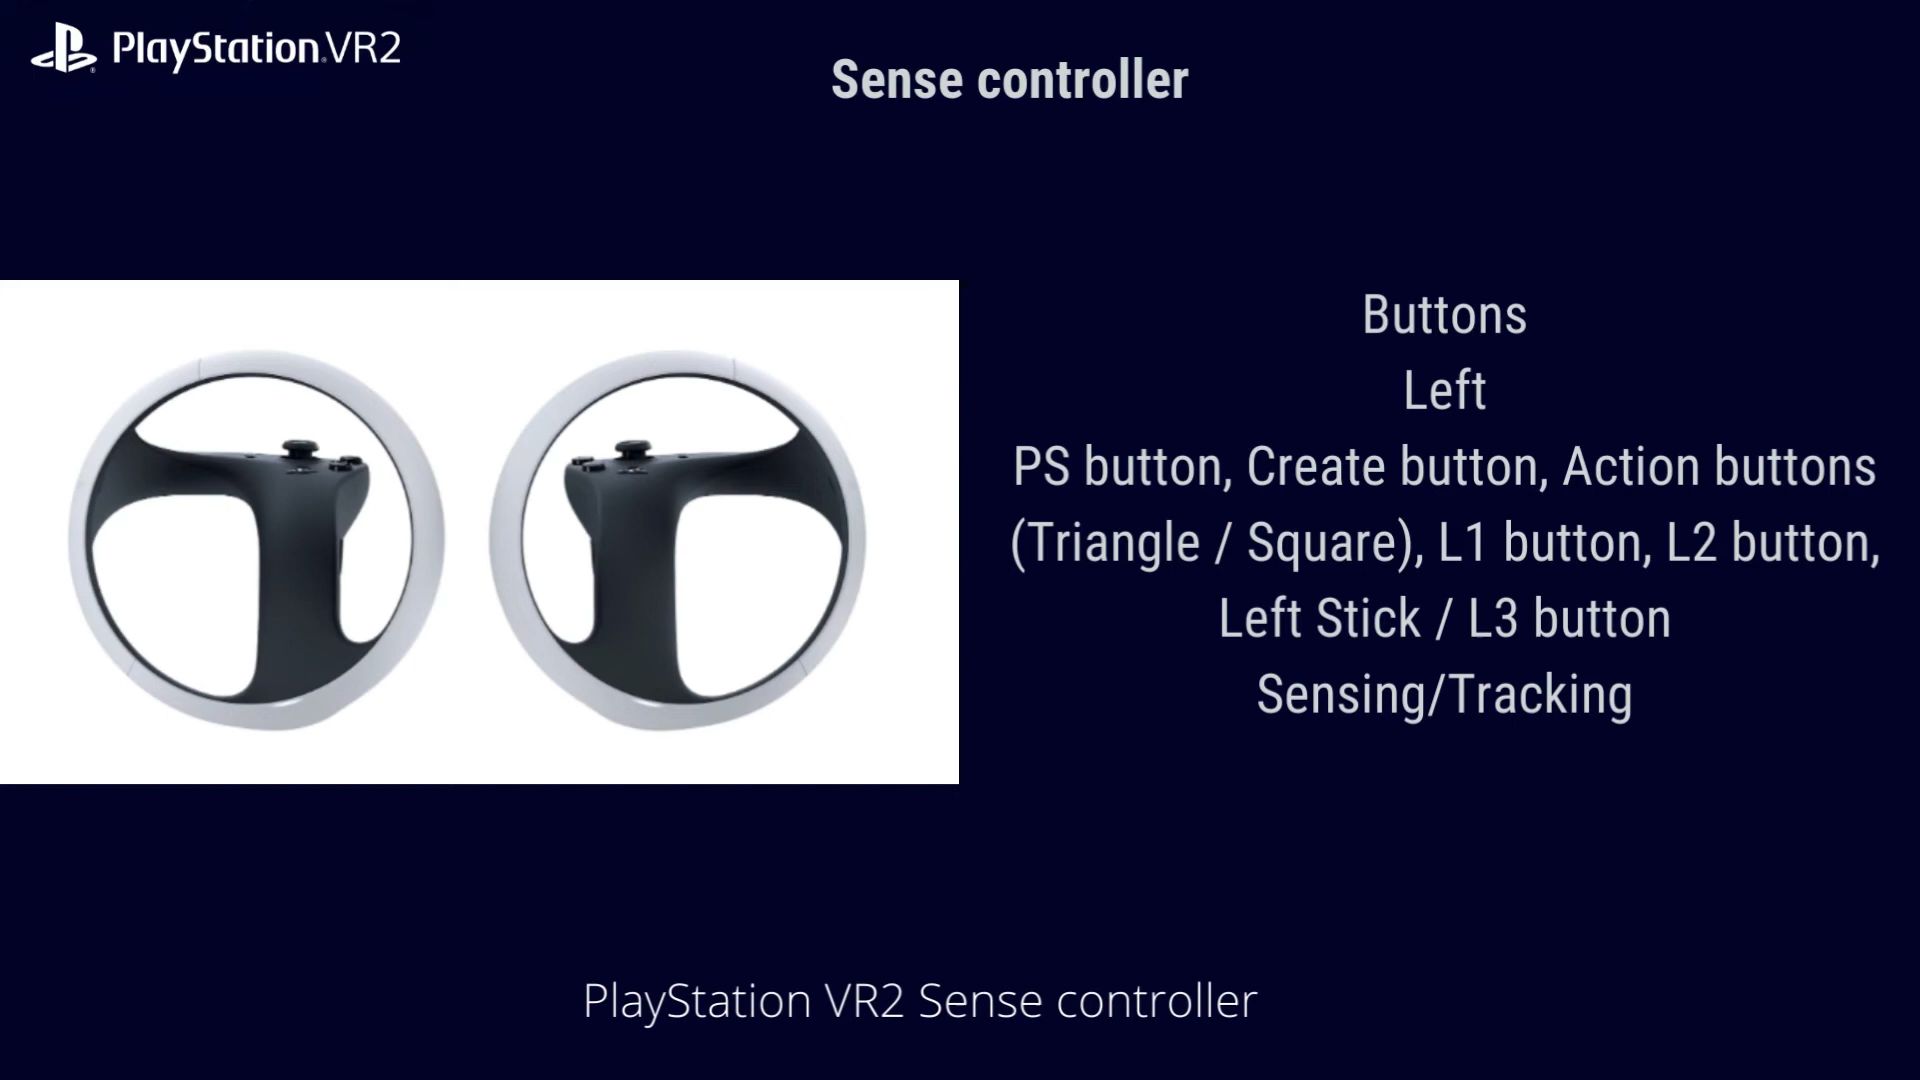 PlayStation®VR2
Sense controller
Buttons
Left
PS button, Create button, Action buttons
(Triangle / Square), L1 button, L2 button,
Left Stick / L3 button
Sensing/Tracking
PlayStation VR2 Sense controller